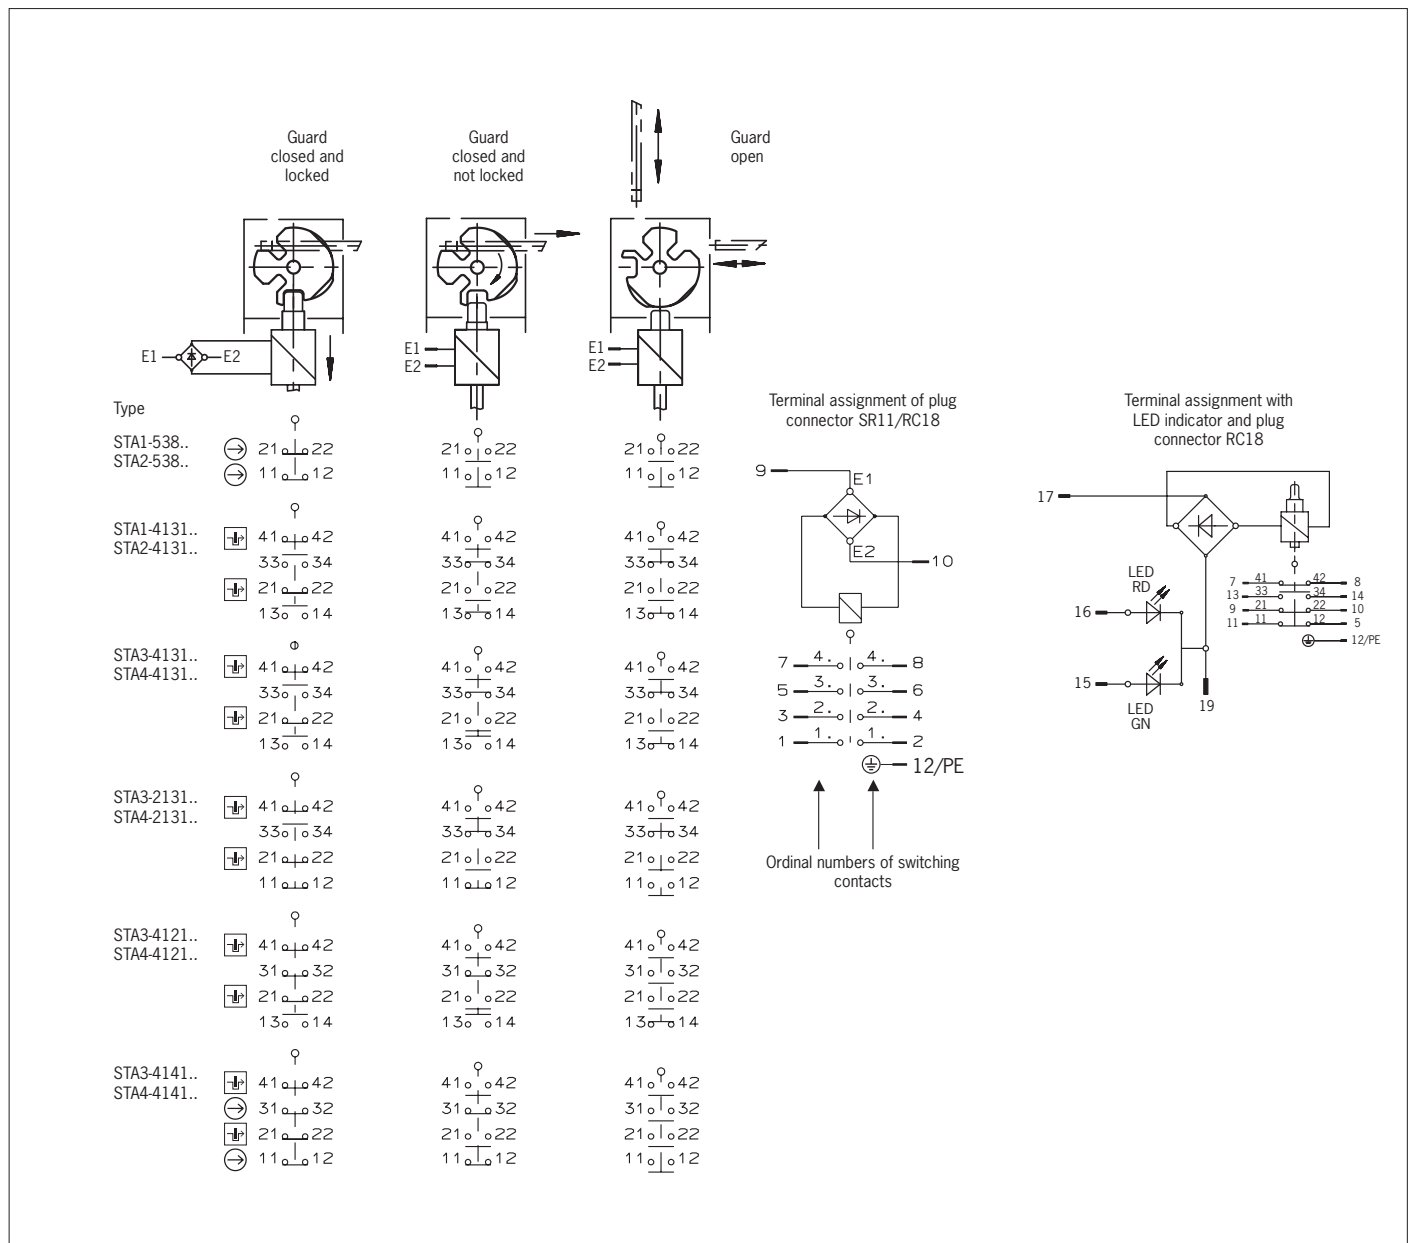 Guard
closed and
locked
Guard
closed and
not locked
Guard
open
E1
E2
E1
E2
E1
E2
Type
STA1-538..
STA2-538..
21 22
11 12
21 22
11 12
21 22
11 12
STA1-4131..
STA2-4131..
41 42
33 34
21 22
13 14
41 42
33 34
21 22
13 14
41 42
33 34
21 22
13 14
STA3-4131..
STA4-4131..
41 42
33 34
21 22
13 14
41 42
33 34
21 22
13 14
41 42
33 34
21 22
13 14
STA3-2131..
STA4-2131..
41 42
33 34
21 22
11 12
41 42
33 34
21 22
11 12
41 42
33 34
21 22
11 12
STA3-4121..
STA4-4121..
41 42
31 32
21 22
13 14
41 42
31 32
21 22
13 14
41 42
31 32
21 22
13 14
STA3-4141..
STA4-4141..
41 42
31 32
21 22
11 12
41 42
31 32
21 22
11 12
41 42
31 32
21 22
11 12
Terminal assignment of plug
connector SR11/RC18
9
E1
E2
10
7 4. 4. 8
5 3. 3. 6
3 2. 2. 4
1 1. 1. 2
12/PE
Ordinal numbers of switching
contacts
Terminal assignment with
LED indicator and plug
connector RC18
17
LED
RD
16
15
LED
GN
19
7 41 42 8
13 33 34 14
9 21 22 10
11 11 12 5
12/PE